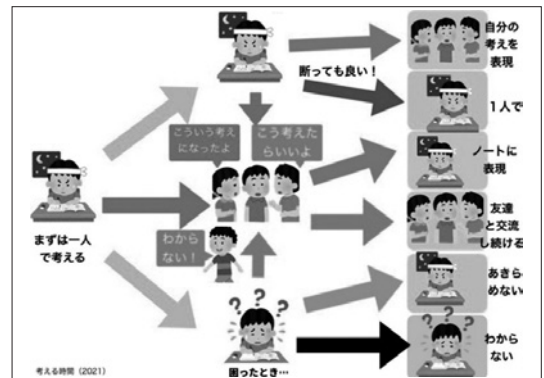 自分の
考えを
表現
断っても良い！
１人で
こういう考え
になったよ
こう考えた
らいいよ
ノートに
表現
まずは一人
で考える
わから
ない！
友達
と交流
し続ける
あきら
めない
？？？
？？？
わから
ない
困ったとき…
考える時間（2021）